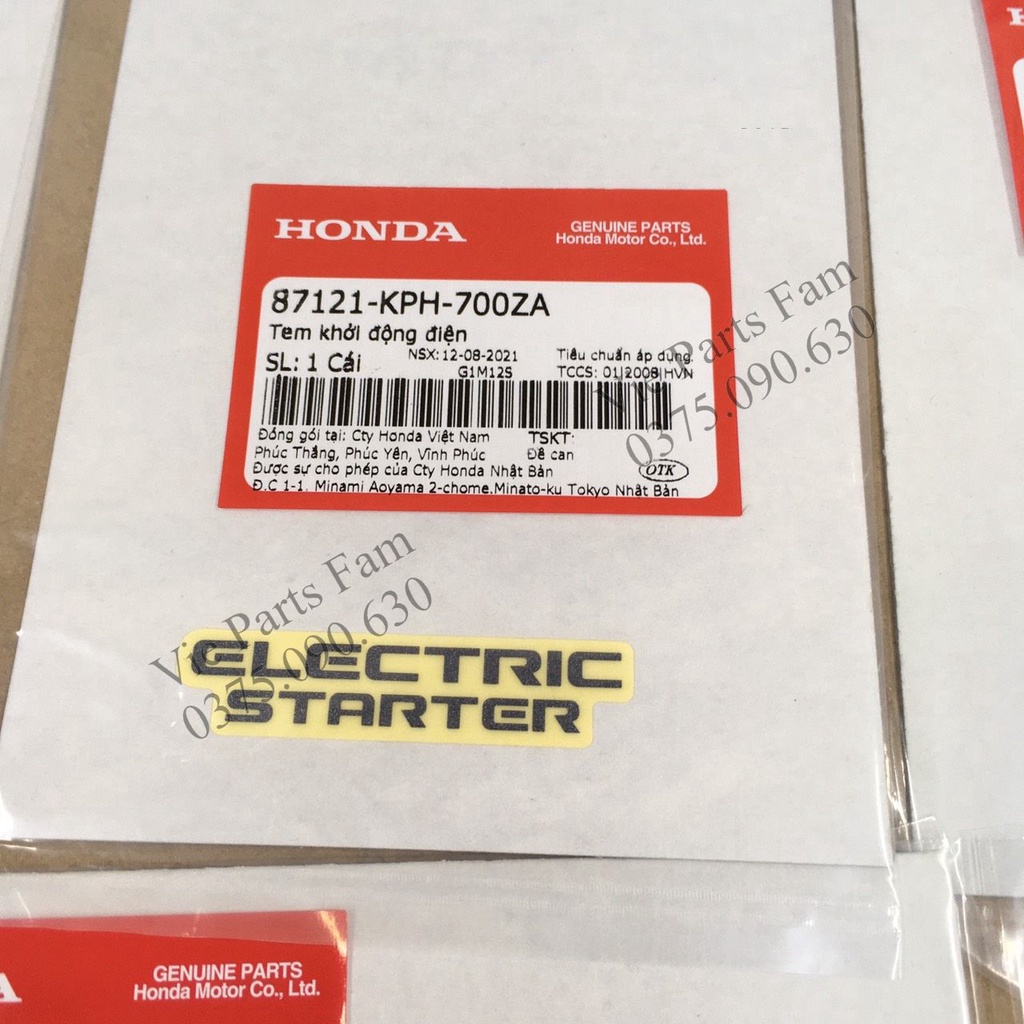 HONDA
GENUINE PARTS
Honda Motor Co., Ltd.
87121-KPH-700ZA
Tem khởi động điện
SL: 1 Cái
NSX: 12-08-2021
G1M12S
Tiêu chuẩn áp dụng.
TCCS: 01|2008|HVN
Đóng gói tại: Cty Honda Việt Nam
TSKT:
Phúc Thắng, Phúc Yên, Vĩnh Phúc
Đê can
Được sự cho phép của Cty Honda Nhật Bản
OTK
Đ.C 1-1. Minami Aoyama 2-chome.Minato-ku Tokyo Nhật Bản
Vic Parts Fam
0375.090.630
Vic Parts Fam
0375.090.630
ELECTRIC
STARTER
GENUINE PARTS
Honda Motor Co., Ltd.